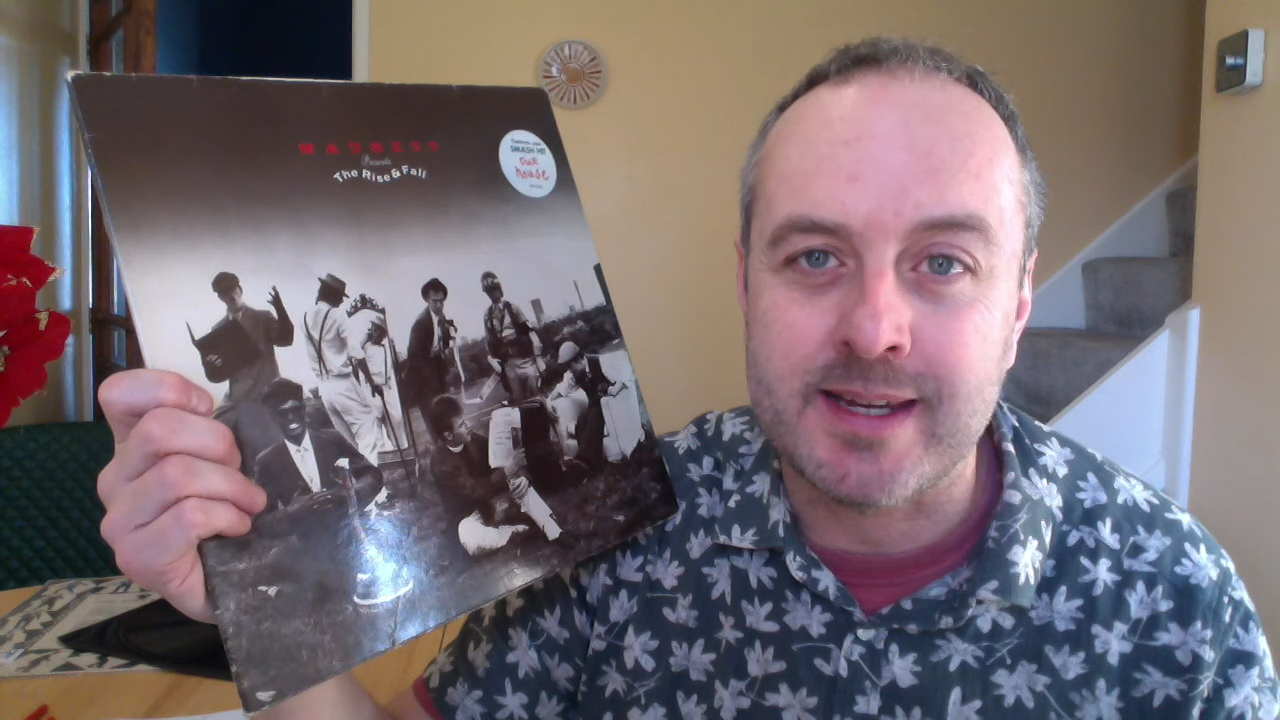 MADNESS
Presents
The Rise & Fall
SMASH HIT
OUR
house